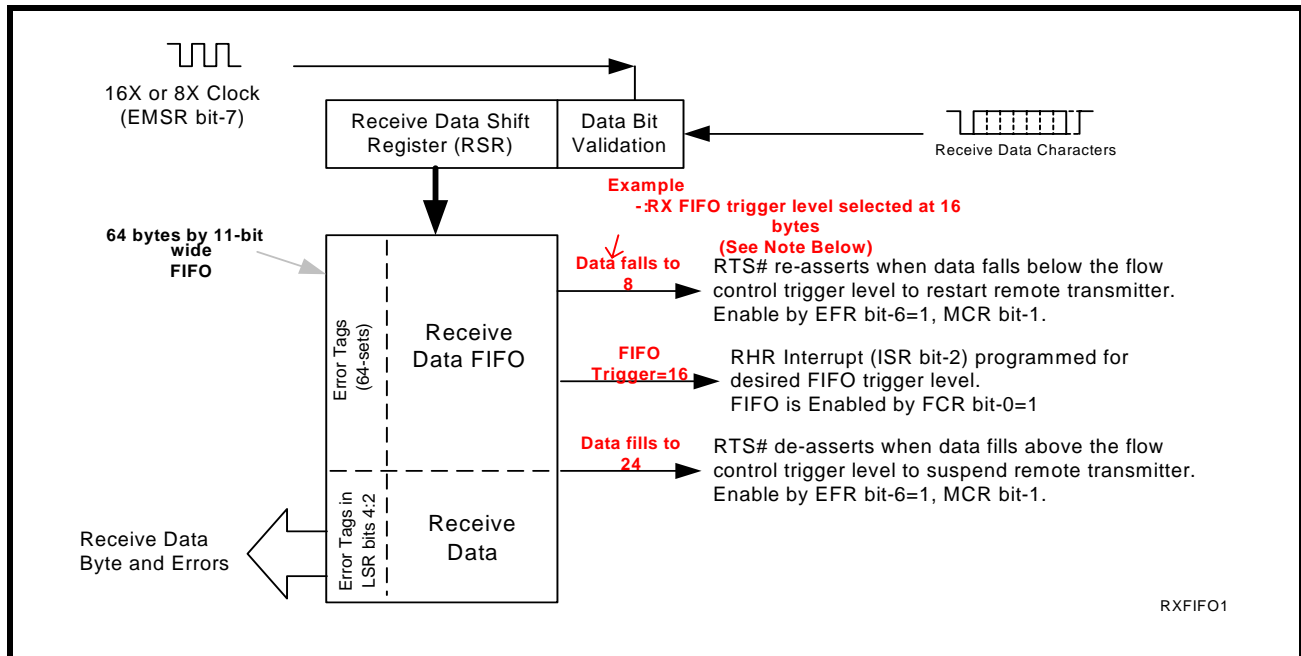 16X or 8X Clock
(EMSR bit-7)
Receive Data Shift
Register (RSR)
Data Bit
Validation
Receive Data Characters
Example
-:RX FIFO trigger level selected at 16
bytes
(See Note Below)
64 bytes by 11-bit
wide
FIFO
Data falls to
8
RTS# re-asserts when data falls below the flow
control trigger level to restart remote transmitter.
Enable by EFR bit-6=1, MCR bit-1.
Error Tags
(64-sets)
Receive
Data FIFO
FIFO
Trigger=16
RHR Interrupt (ISR bit-2) programmed for
desired FIFO trigger level.
FIFO is Enabled by FCR bit-0=1
Data fills to
24
RTS# de-asserts when data fills above the flow
control trigger level to suspend remote transmitter.
Enable by EFR bit-6=1, MCR bit-1.
Error Tags in
LSR bits 4:2
Receive
Data
Receive Data
Byte and Errors
RXFIFO1